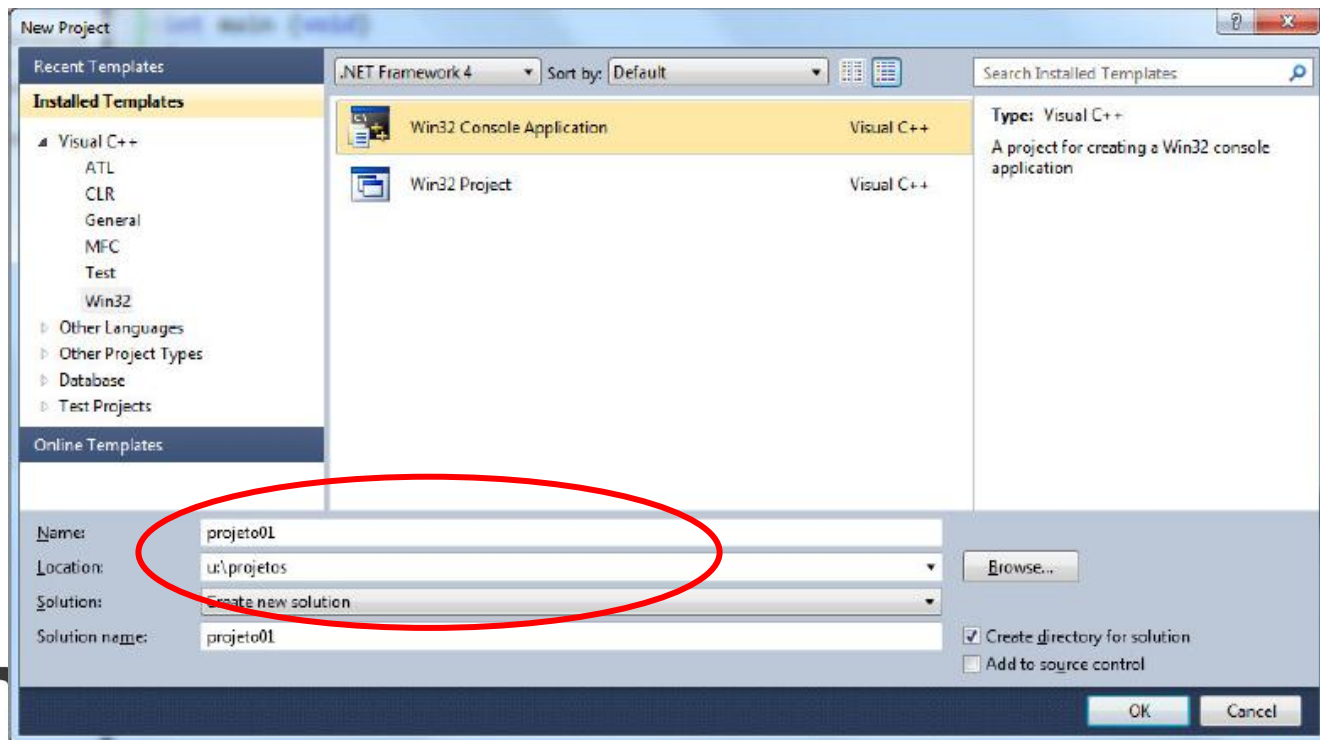 New Project
int main (void)
Recent Templates
.NET Framework 4
Sort by: Default
Search Installed Templates
Installed Templates
Visual C++
ATL
CLR
General
MFC
Test
Win32
Other Languages
Other Project Types
Database
Test Projects
Online Templates
Win32 Console Application Visual C++
Win32 Project Visual C++
Type: Visual C++
A project for creating a Win32 console
application
Name: projeto01
Location: u:\projetos
Browse...
Solution: Create new solution
Solution name: projeto01
Create directory for solution
Add to source control
OK
Cancel